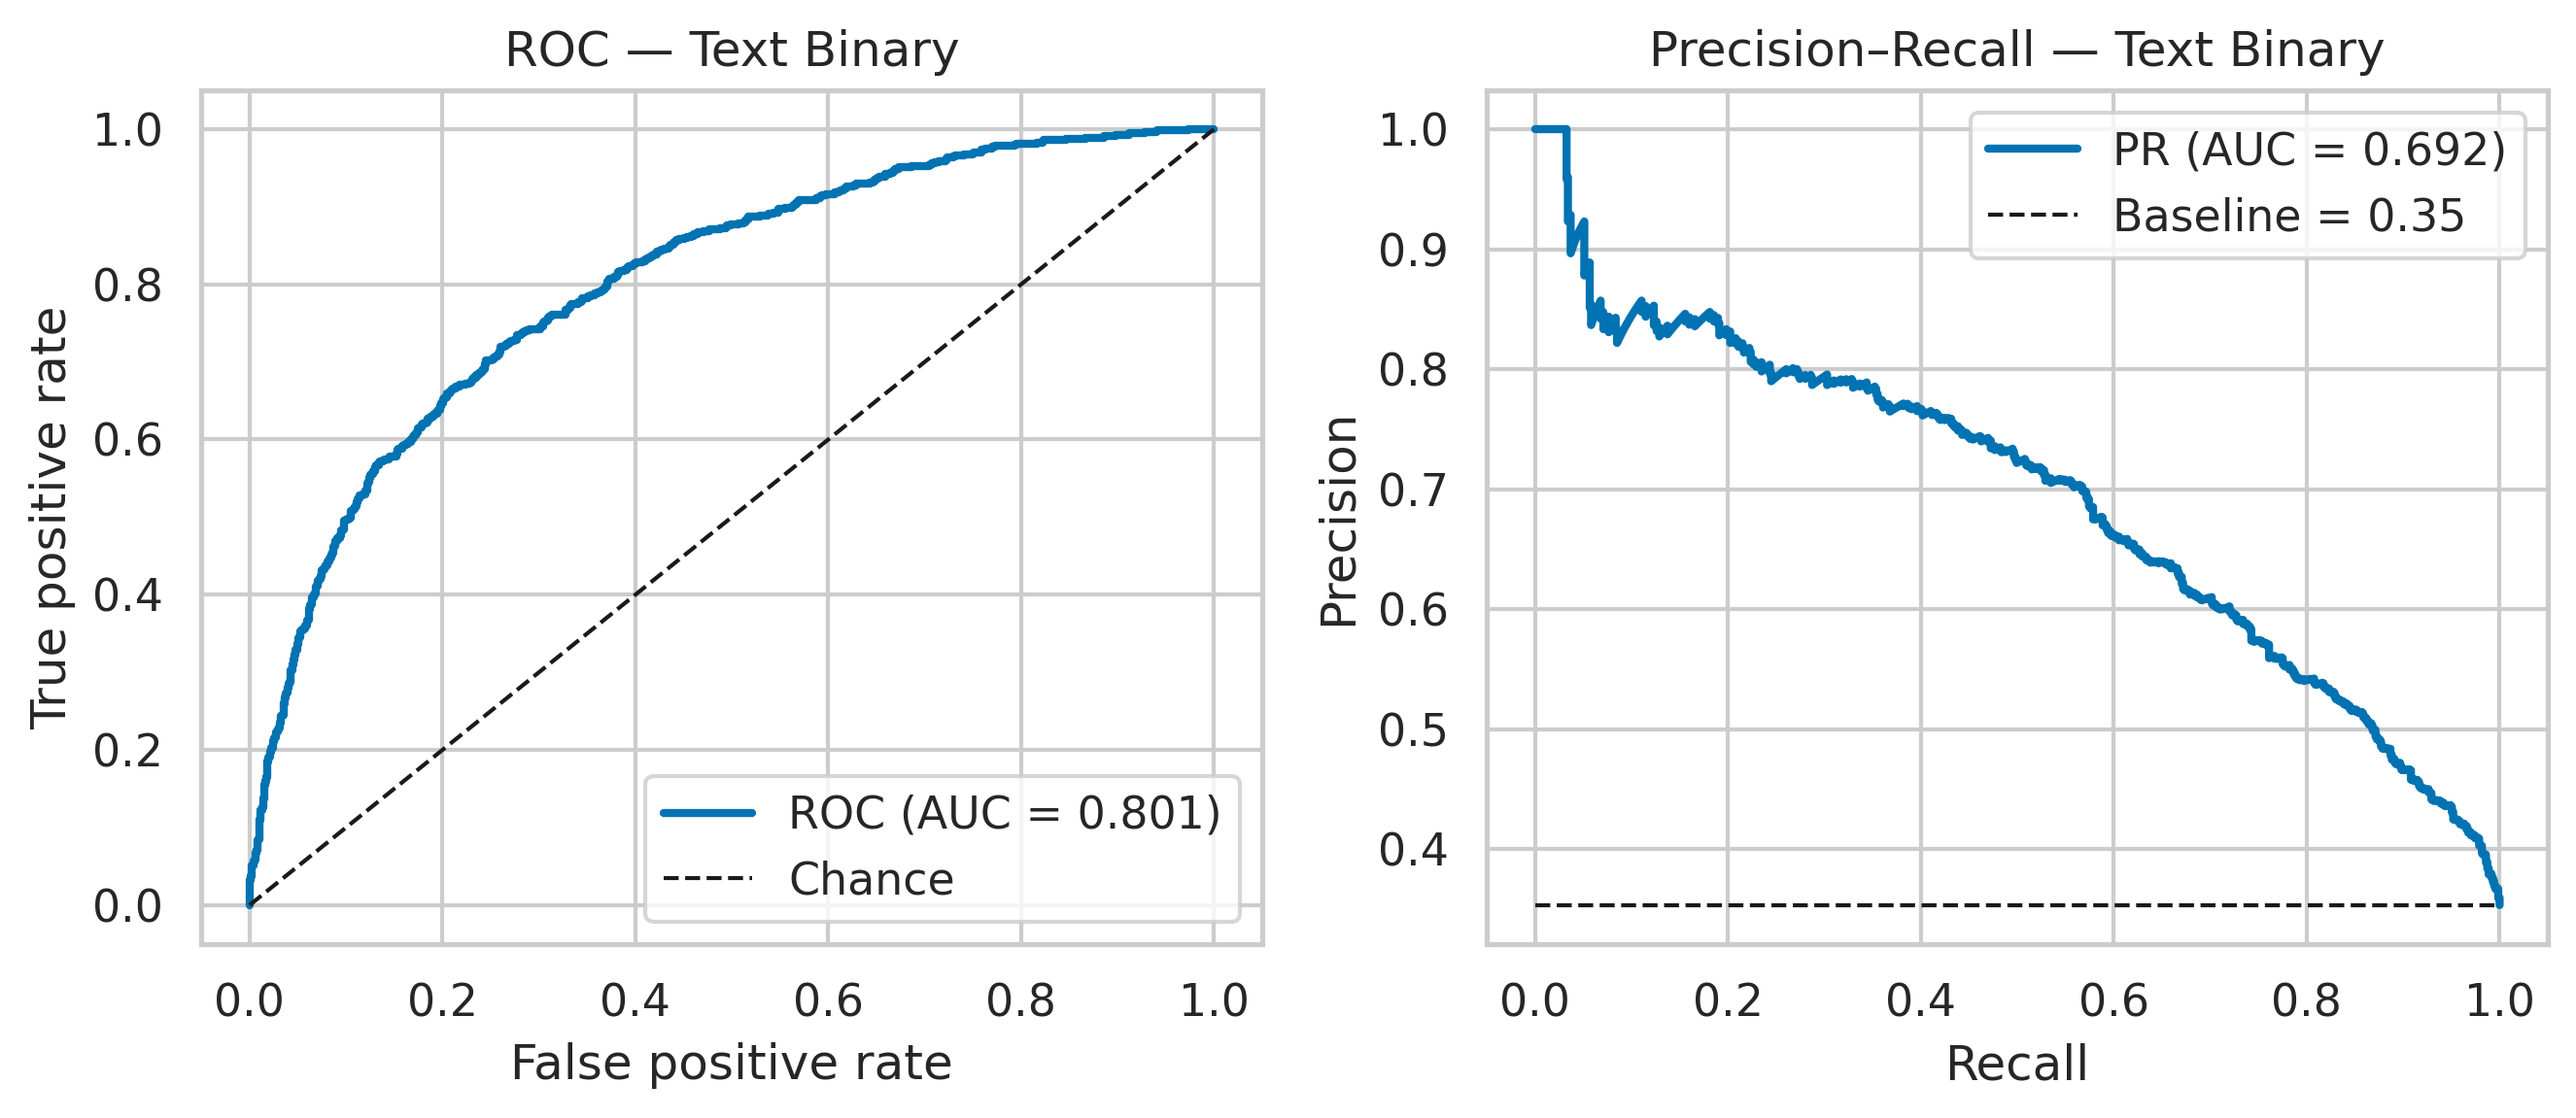 ROC — Text Binary
True positive rate
1.0
0.8
0.6
0.4
0.2
0.0
ROC (AUC = 0.801)
Chance
0.0 0.2 0.4 0.6 0.8 1.0
False positive rate
Precision–Recall — Text Binary
Precision
1.0
0.9
0.8
0.7
0.6
0.5
0.4
PR (AUC = 0.692)
Baseline = 0.35
0.0 0.2 0.4 0.6 0.8 1.0
Recall